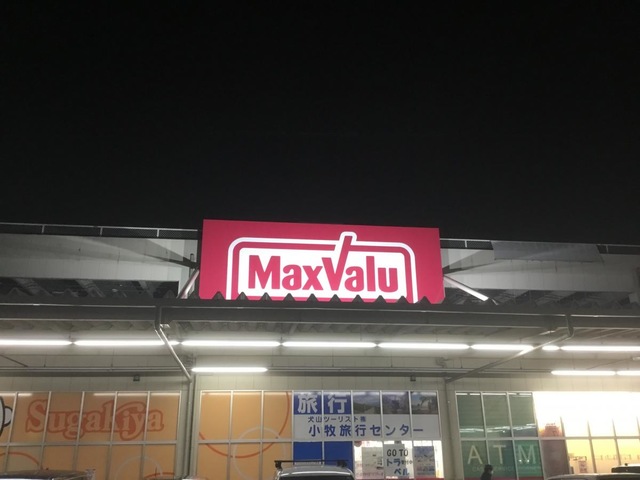 MaxValu
Sugakiya
旅行
犬山ツーリスト㈱
小牧旅行センター
GO TO
トラ
ベル
ATM